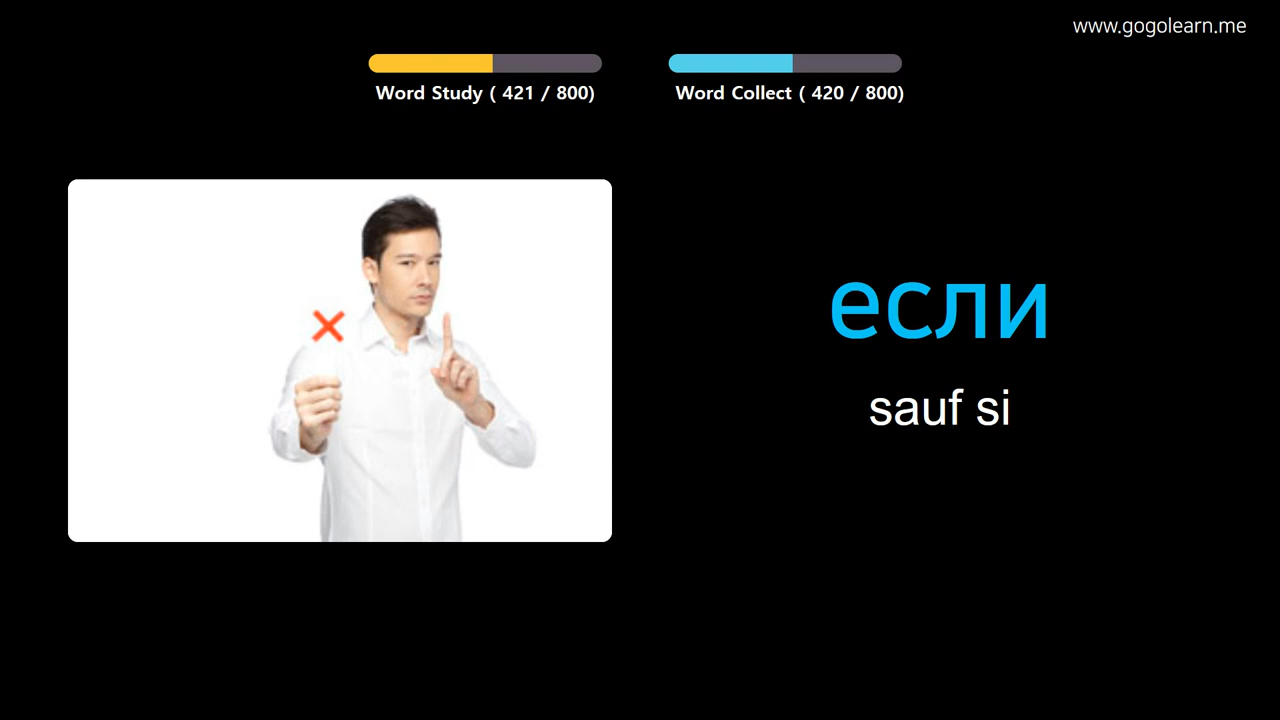 www.gogolearn.me
Word Study ( 421 / 800)
Word Collect ( 420 / 800)
если
sauf si